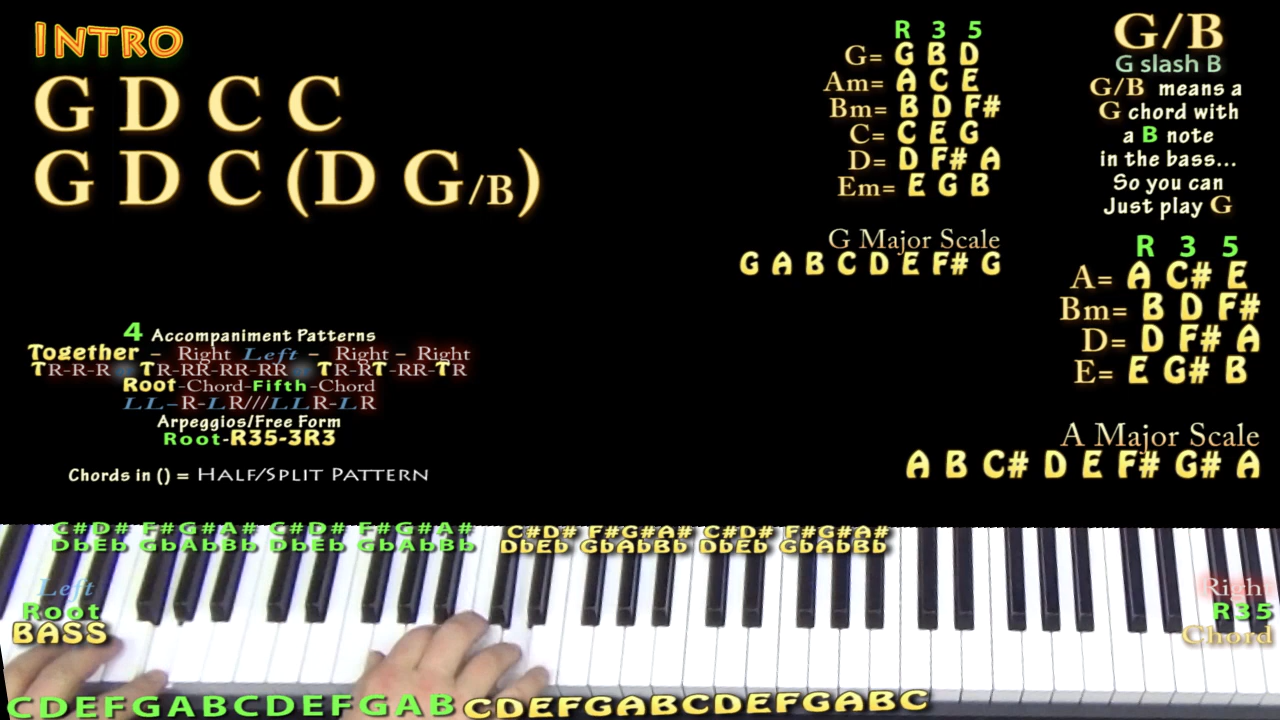 INTRO
G D C C
G D C (D G/B)
4 Accompaniment Patterns
Together - Right Left - Right - Right
TR-R-R TR-RR-RR-RR TR-RT-RR-TR
Root-Chord-Fifth-Chord
LL-R-LR///LLR-LR
Arpeggios/Free Form
Root-R35-3R3
Chords in () = HALF/SPLIT PATTERN
R 3 5
G= G B D
Am= A C E
Bm= B D F#
C= C E G
D= D F# A
Em= E G B
G Major Scale
G A B C D E F# G
G/B
G slash B
G/B means a
G chord with
a B note
in the bass...
So you can
Just play G
R 3 5
A= A C# E
Bm= B D F#
D= D F# A
E= E G# B
A Major Scale
A B C# D E F# G# A
C#D# F#G#A# C#D# F#G#A# C#D# F#G#A# C#D# F#G#A#
DbEb GbAbBb DbEb GbAbBb DbEb GbAbBb DbEb GbAbBb
Left
Root
BASS
Right
R35
Chord
CDEFGABCDEFGAB CDEFGABCDEFGABC